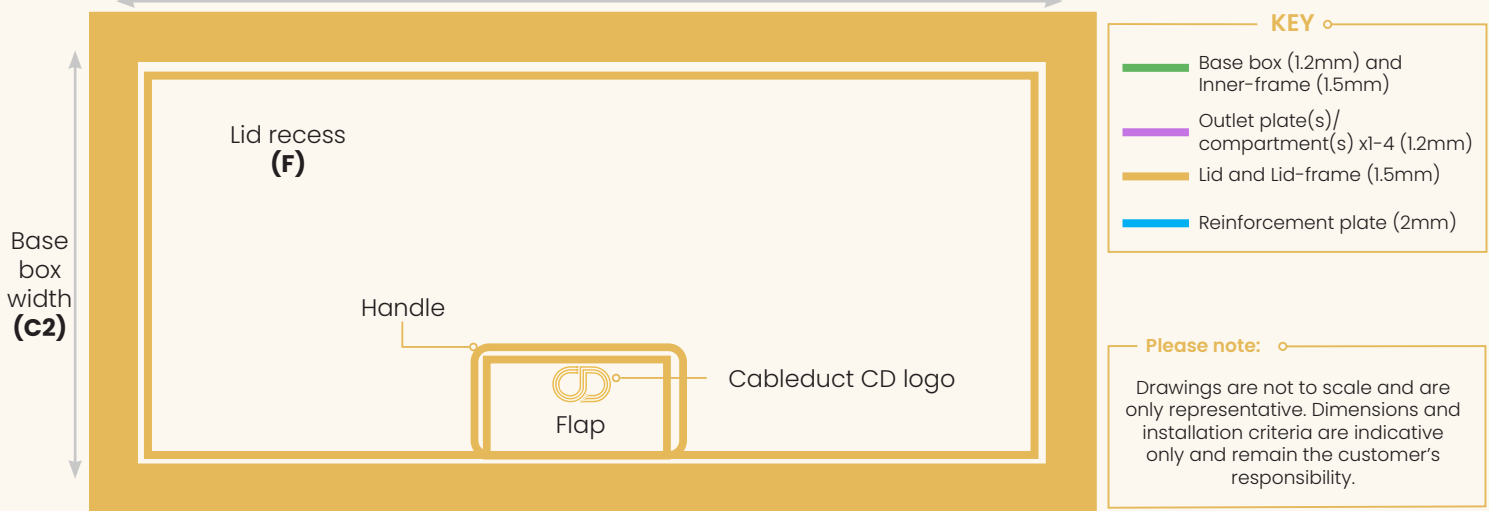 KEY
Base box (1.2mm) and
Inner-frame (1.5mm)
Outlet plate(s)/
compartment(s) x1-4 (1.2mm)
Lid and Lid-frame (1.5mm)
Reinforcement plate (2mm)
Lid recess
(F)
Base
box
width
(C2)
Handle
Cableduct CD logo
Flap
Please note:
Drawings are not to scale and are
only representative. Dimensions and
installation criteria are indicative
only and remain the customer’s
responsibility.